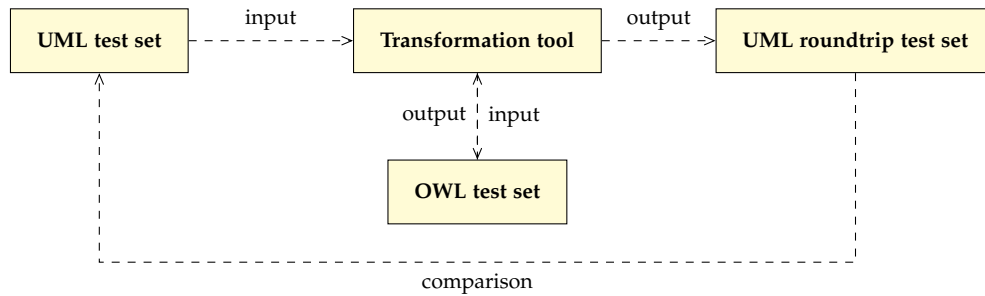 input
output
UML test set
Transformation tool
UML roundtrip test set
output
input
OWL test set
comparison